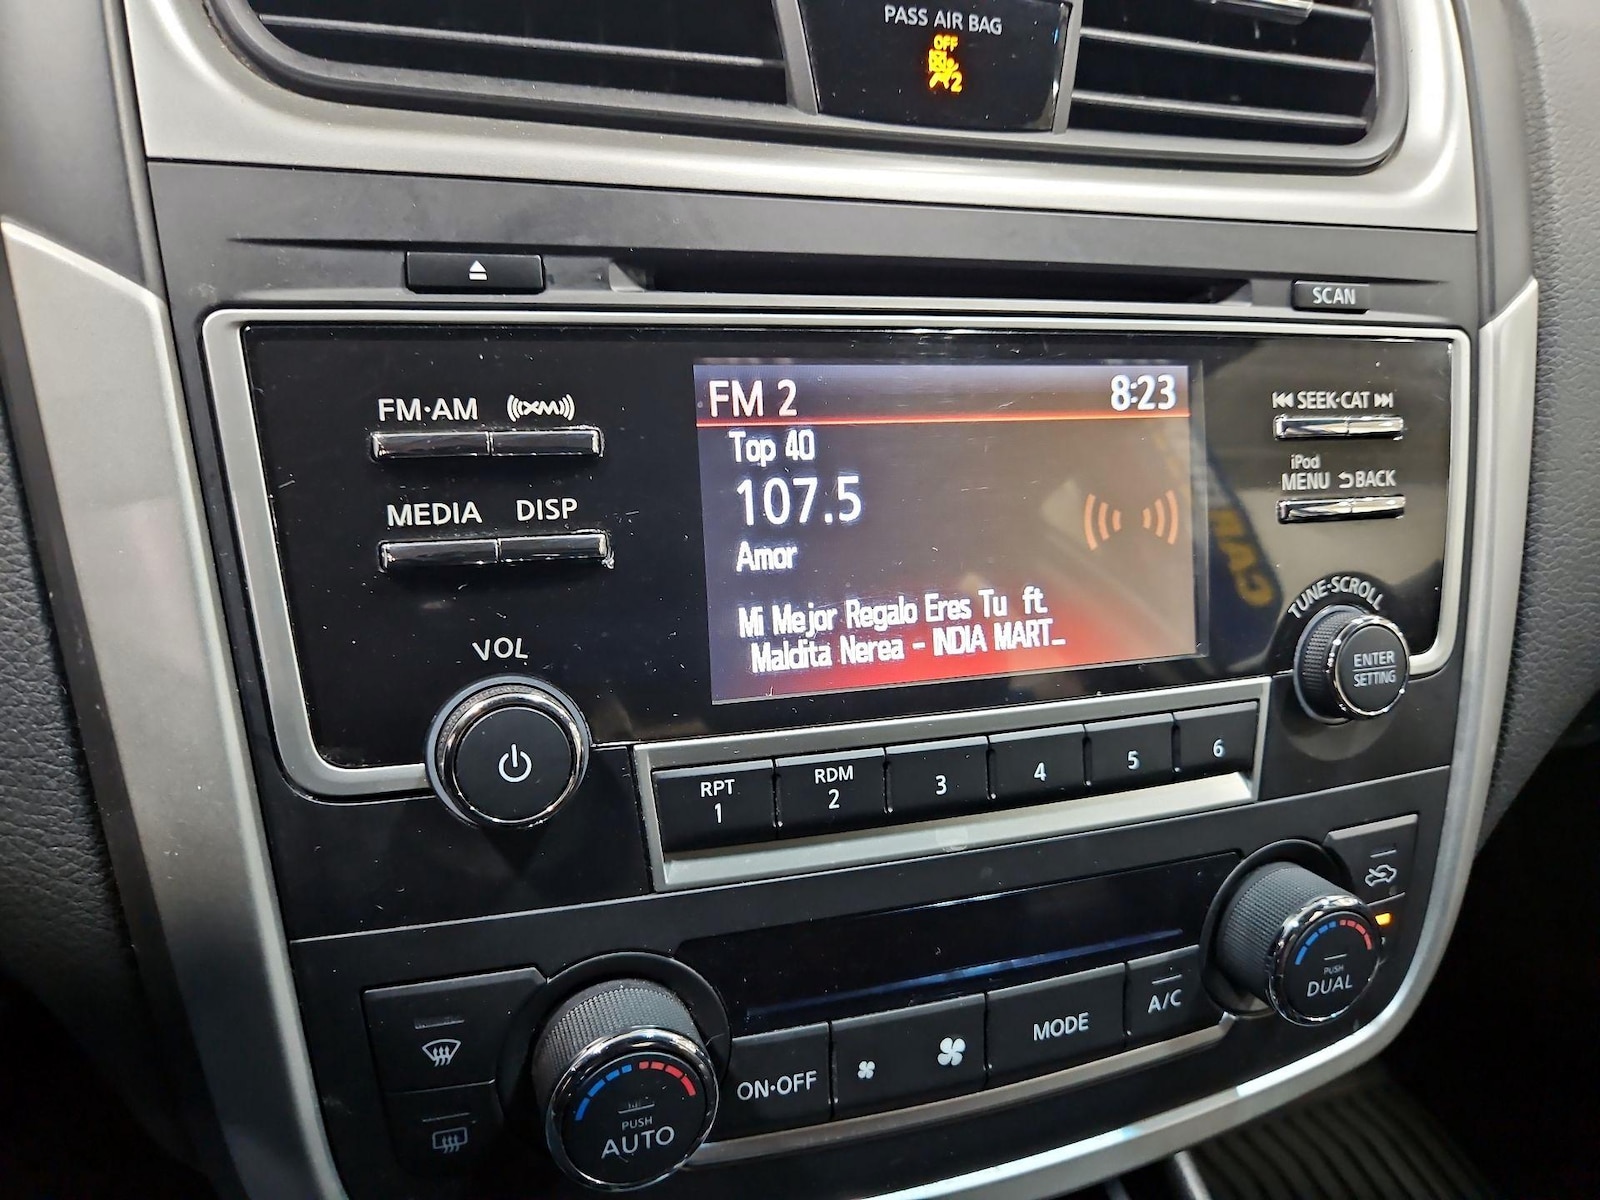 PASS AIR BAG
OFF
2
SCAN
FM·AM XM
SEEK·CAT
FM 2 8:23
Top 40
107.5
Amor
Mi Mejor Regalo Eres Tu ft.
Maldita Nerea - INDIA MART_
iPod
MENU BACK
MEDIA DISP
TUNE·SCROLL
ENTER
SETTING
VOL
RPT
1
RDM
2
3
4
5
6
PUSH
DUAL
A/C
MODE
ON·OFF
PUSH
AUTO